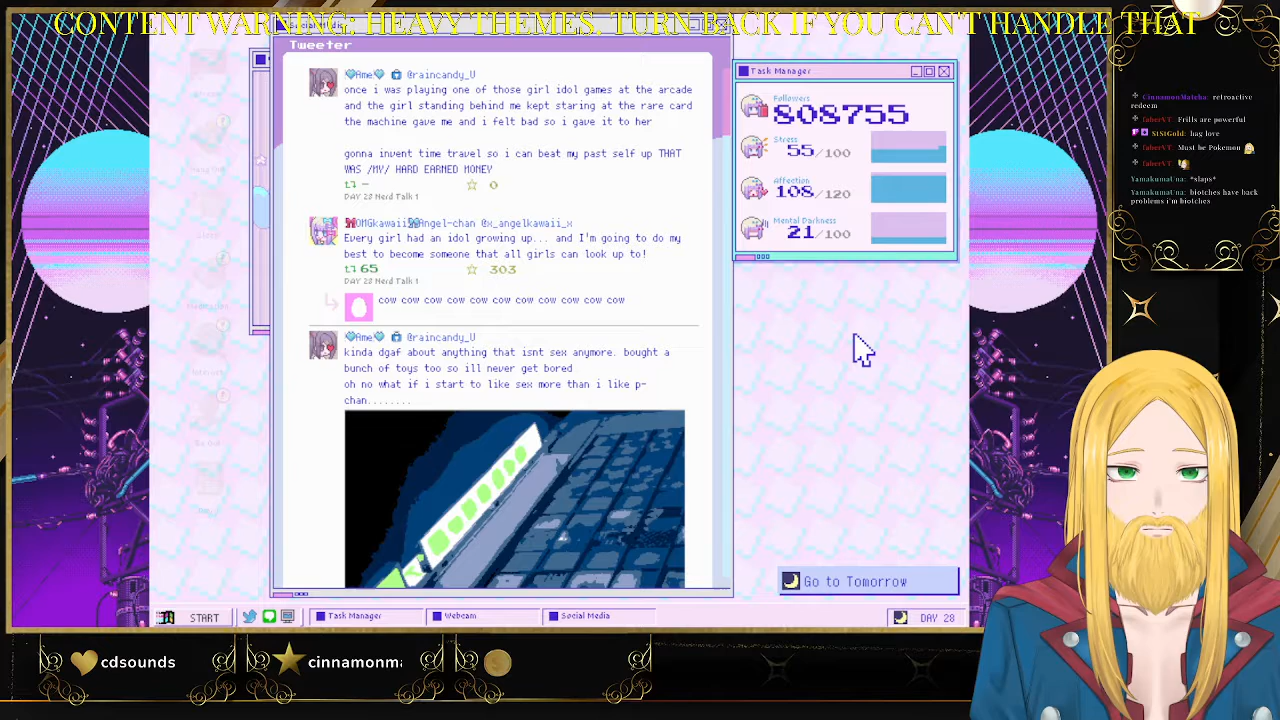 CONTENT WARNING: HEAVY THEMES. TURN BACK IF YOU CAN'T HANDLE THAT
Tweeter
Ame @raincandy_U
once i was playing one of those girl idol games at the arcade
and the girl standing behind me kept staring at the rare card
the machine gave me and i felt bad so i gave it to her
gonna invent time travel so i can beat my past self up THAT
WAS /MY/ HARD EARNED MONEY
— 0
DAY 28 Nerd Talk 1
OMGkawaii Angel-chan @x_angelkawaii_x
Every girl had an idol growing up... and I'm going to do my
best to become someone that all girls can look up to!
65 303
DAY 28 Nerd Talk 1
cow cow cow cow cow cow cow cow cow cow cow
Ame @raincandy_U
kinda dgaf about anything that isnt sex anymore. bought a
bunch of toys too so ill never get bored
oh no what if i start to like sex more than i like p-
chan........
Task Manager
Followers
808755
Stress
55/100
Affection
108/120
Mental Darkness
21/100
Go to Tomorrow
START
Task Manager
Webcam
Social Media
DAY 28
CinnamonMatcha: retroactive
redeem
faberVT: Frills are powerful
StStGold: hag love
faberVT: Must be Pokemon
faberVT:
YamakumaUna: *slaps*
YamakumaUna: biotches have back
problems i'm biotches
cdsounds
cinnamonm